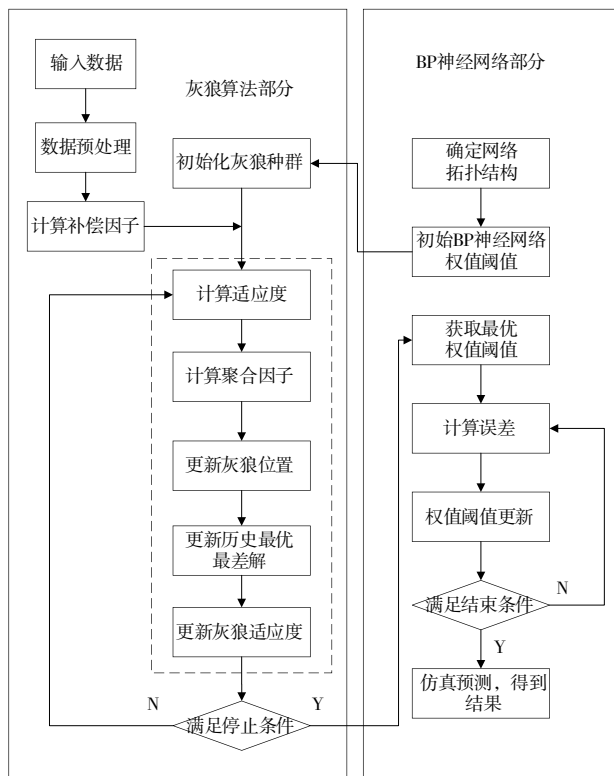 输入数据
数据预处理
计算补偿因子
灰狼算法部分
初始化灰狼种群
计算适应度
计算聚合因子
更新灰狼位置
更新历史最优
最差解
更新灰狼适应度
满足停止条件
N
Y
BP神经网络部分
确定网络
拓扑结构
初始BP神经网络
权值阈值
获取最优
权值阈值
计算误差
权值阈值更新
满足结束条件
N
Y
仿真预测，得到
结果